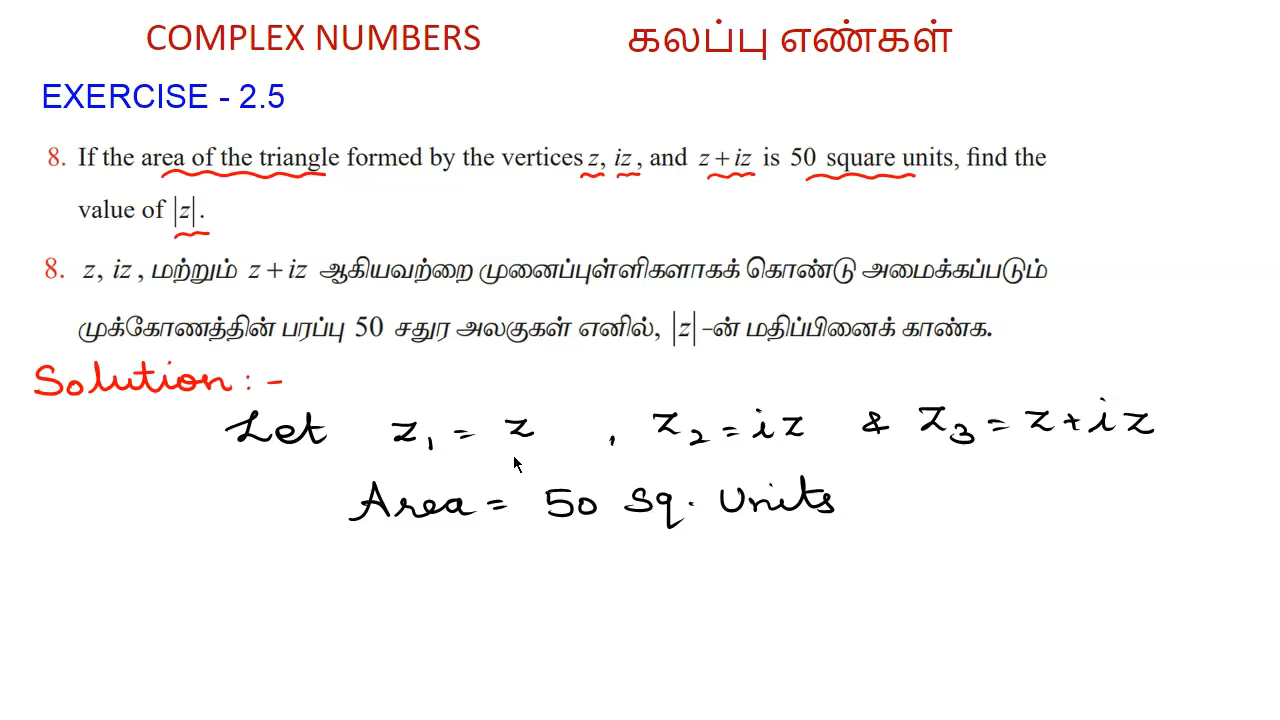 COMPLEX NUMBERS கலப்பு எண்கள்
EXERCISE - 2.5
8. If the area of the triangle formed by the vertices z, iz, and z + iz is 50 square units, find the
value of |z|.
8. z, iz, மற்றும் z + iz ஆகியவற்றை முனைப்புள்ளிகளாகக் கொண்டு அமைக்கப்படும்
முக்கோணத்தின் பரப்பு 50 சதுர அலகுகள் எனில், |z| -ன் மதிப்பினைக் காண்க.
Solution : -
Let z₁ = z , z₂ = iz & z₃ = z + iz
Area = 50 Sq. Units